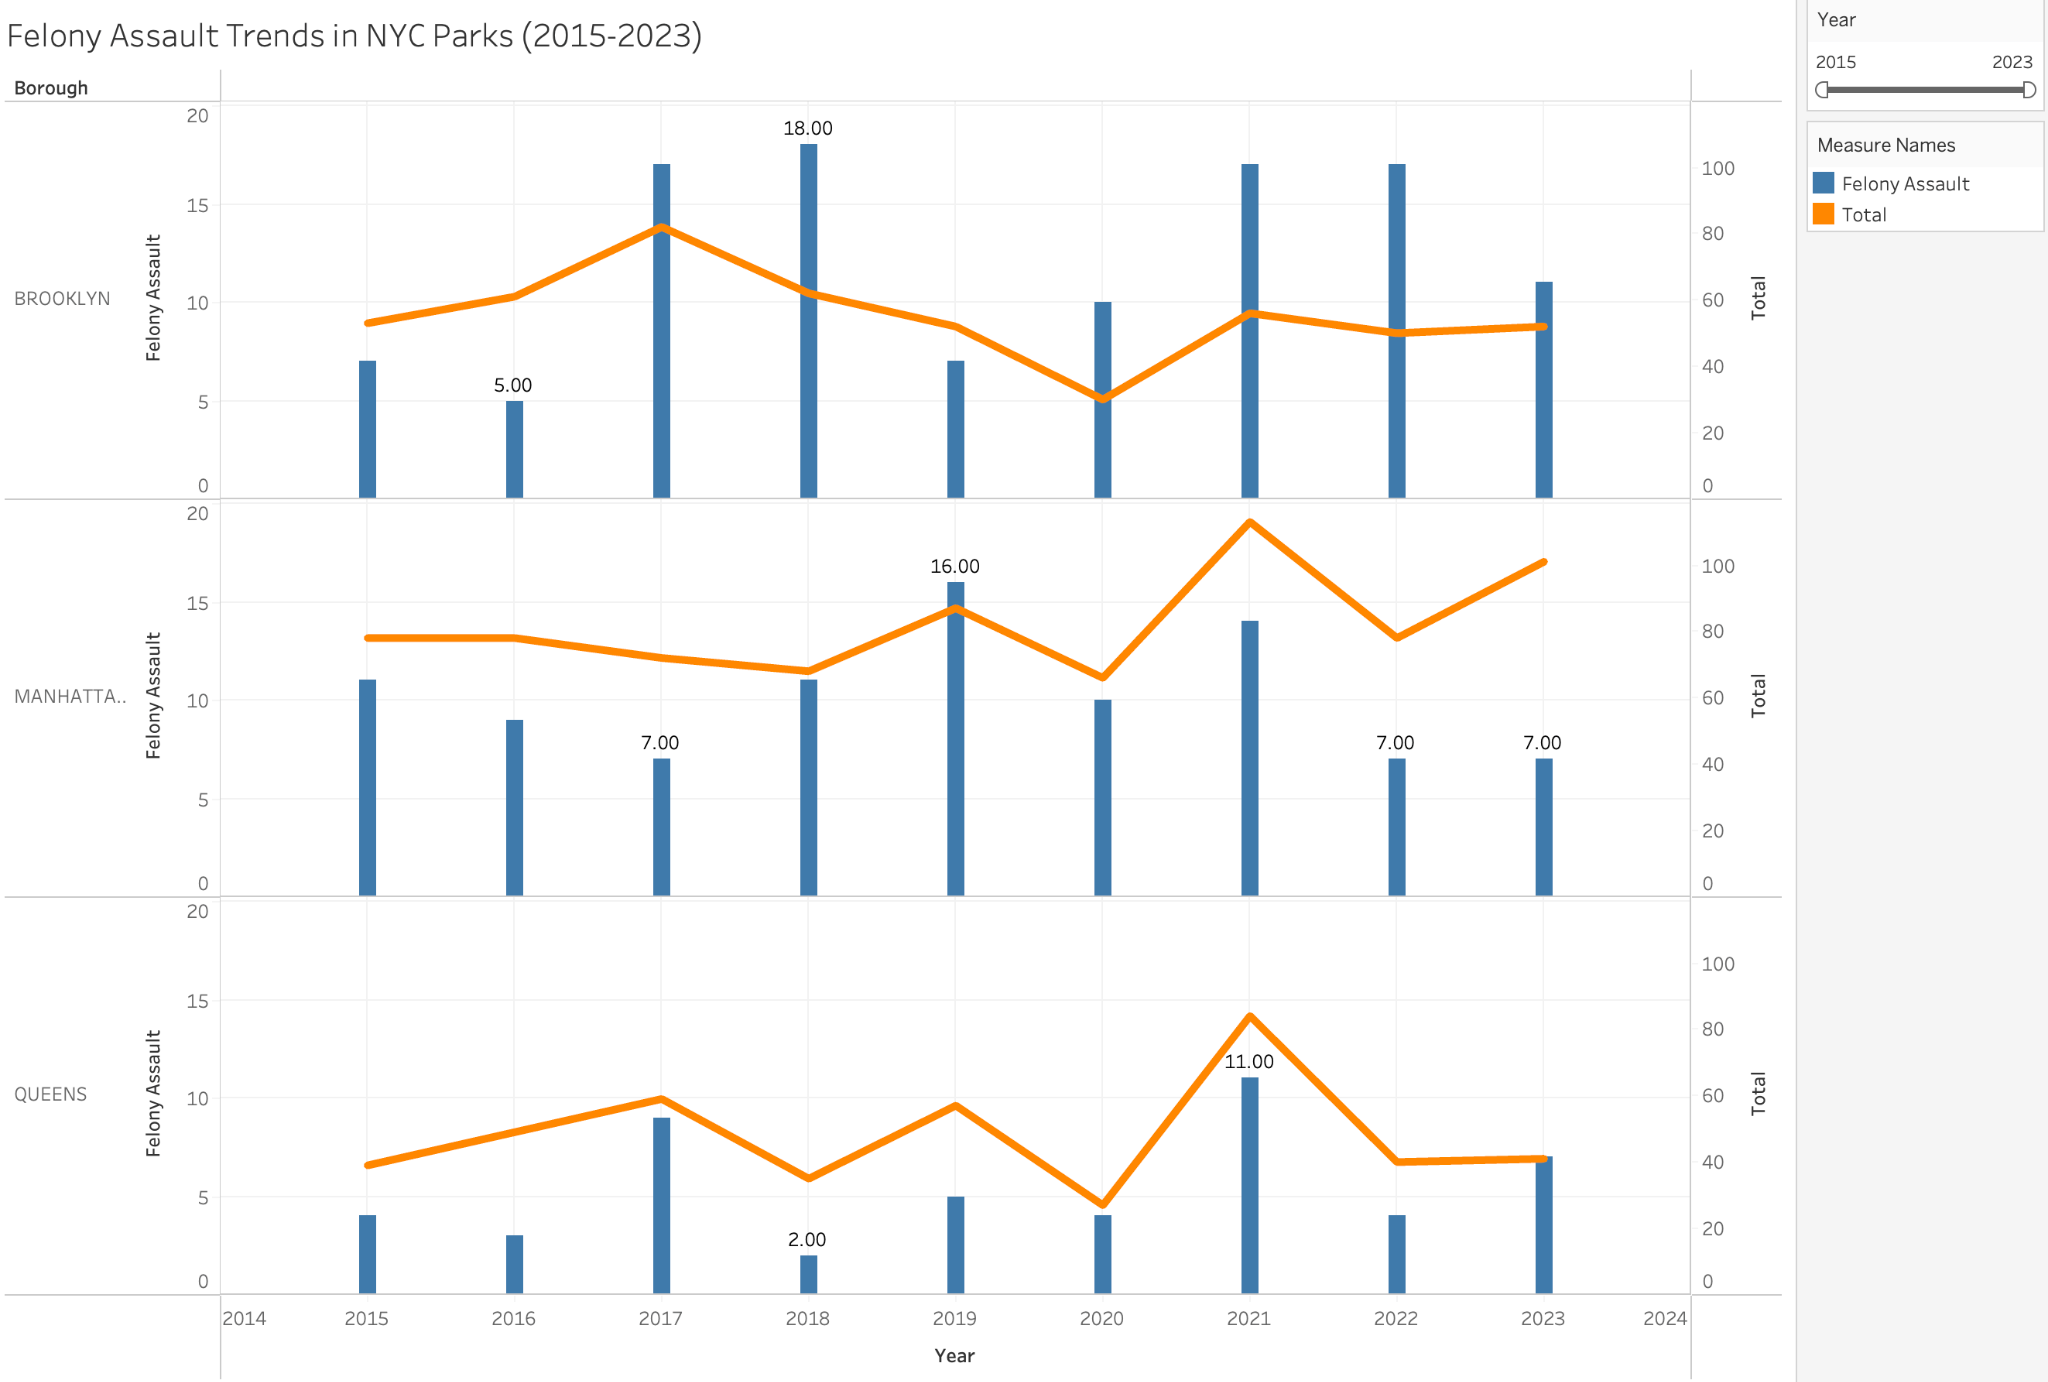 Felony Assault Trends in NYC Parks (2015-2023)
Borough
BROOKLYN
Felony Assault
20
15
10
5
0
18.00
5.00
100
80
60
40
20
0
Total
MANHATTA..
Felony Assault
20
15
10
5
0
16.00
7.00
7.00
7.00
100
80
60
40
20
0
Total
QUEENS
Felony Assault
20
15
10
5
0
11.00
2.00
100
80
60
40
20
0
Total
2014 2015 2016 2017 2018 2019 2020 2021 2022 2023 2024
Year
Year
2015 2023
Measure Names
Felony Assault
Total